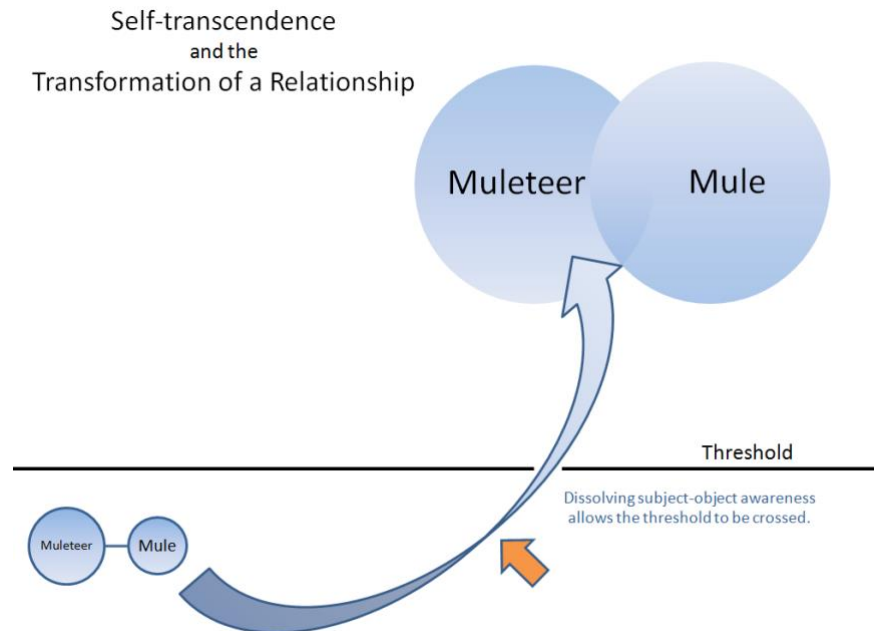 Self-transcendence
and the
Transformation of a Relationship
Muleteer
Mule
Threshold
Dissolving subject-object awareness
allows the threshold to be crossed.
Muleteer
Mule